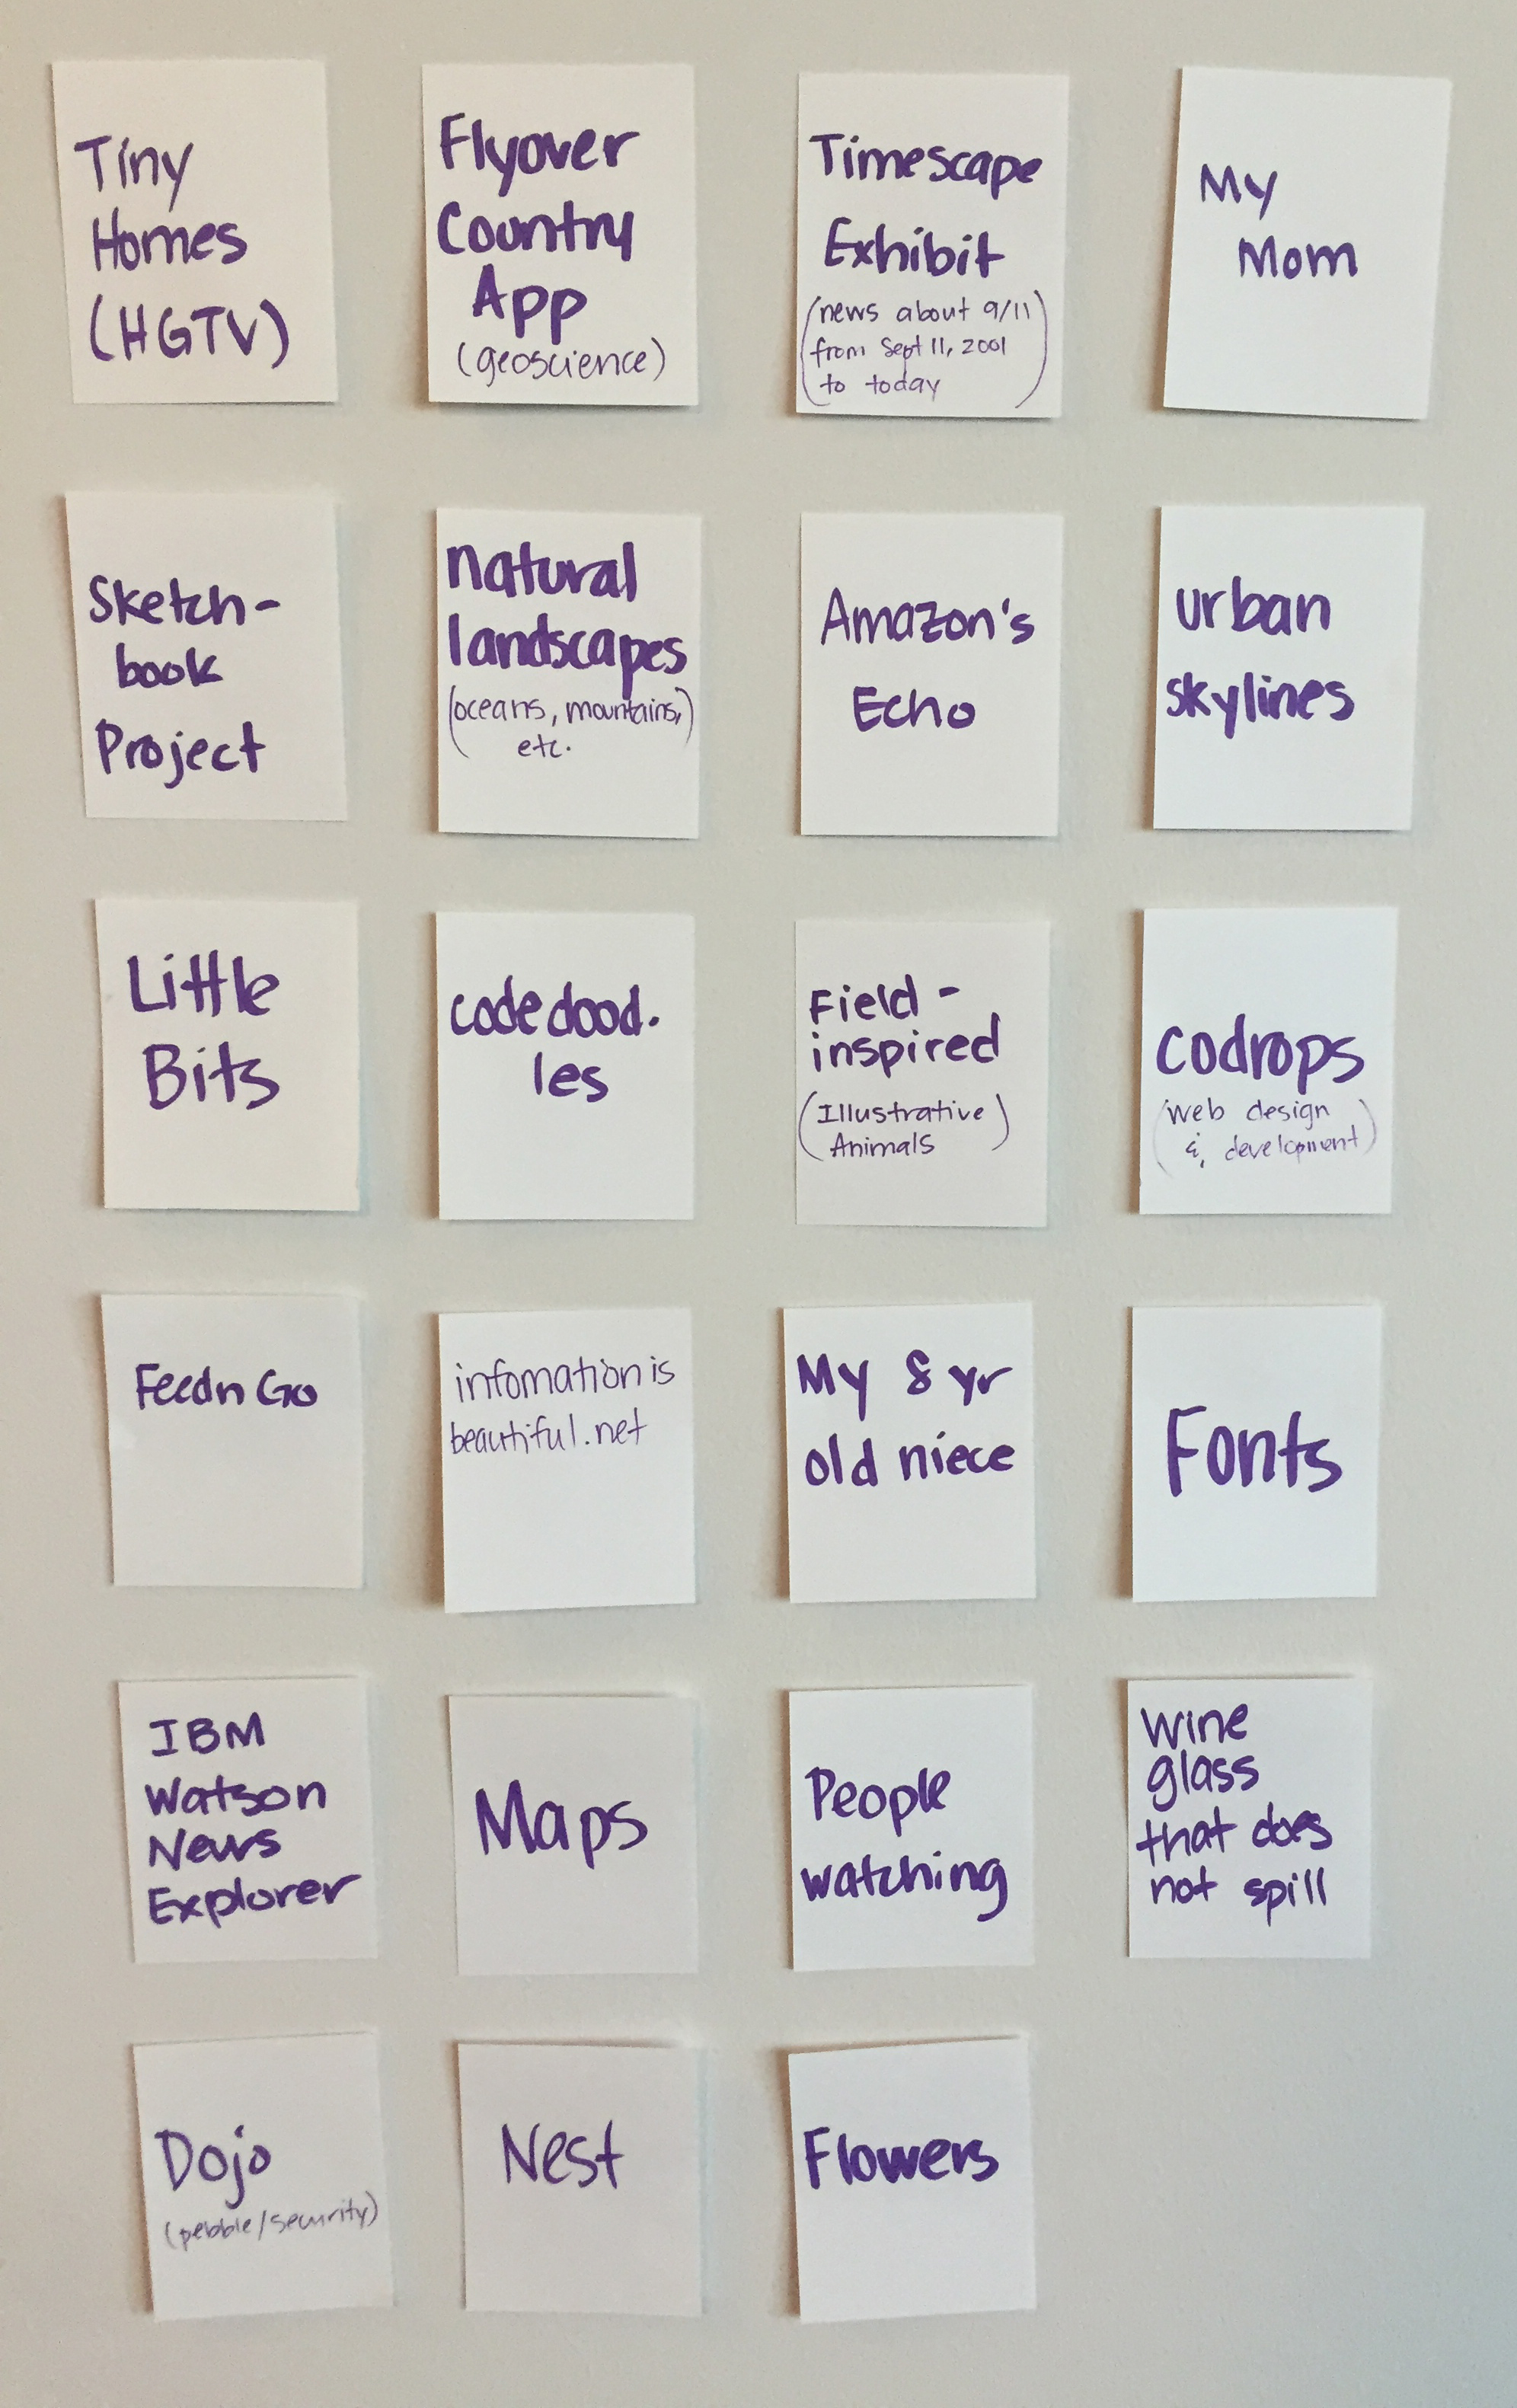 Tiny
Homes
(HGTV)
Flyover
Country
App
(geoscience)
Timescape
Exhibit
(news about 9/11
from Sept 11, 2001
to today)
My
Mom
Sketch-
book
Project
natural
landscapes
(oceans, mountains,)
etc.
Amazon's
Echo
urban
skylines
Little
Bits
codedood.
les
Field-
inspired
(Illustrative
Animals)
codrops
(web design
& development)
Feedn Go
infomation is
beautiful.net
My 8 yr
old niece
Fonts
IBM
Watson
News
Explorer
Maps
People
watching
Wine
glass
that does
not spill
Dojo
(pebble/security)
Nest
Flowers